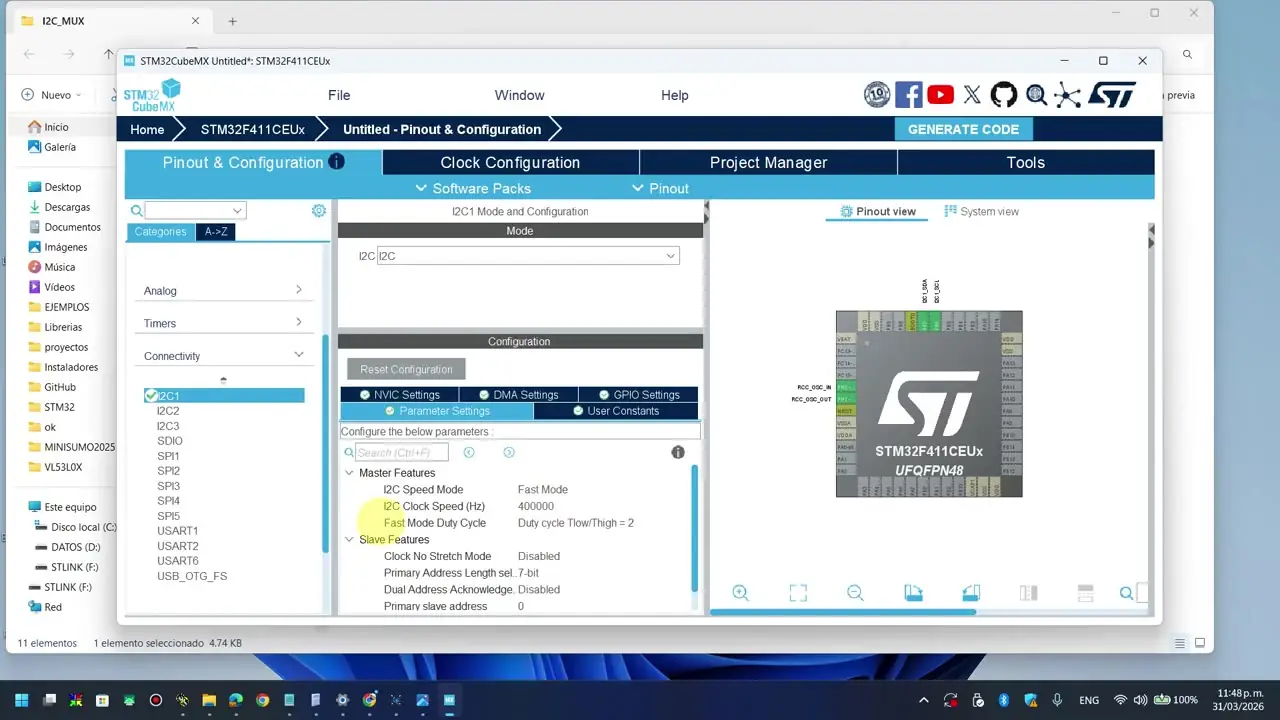 I2C_MUX
Nuevo
Inicio
Galería
Desktop
Descargas
Documentos
Imágenes
Música
Vídeos
EJEMPLOS
Librerias
proyectos
Instaladores
GitHub
STM32
ok
MINISUMO2025
VL53L0X
Este equipo
Disco local (C:)
DATOS (D:)
STLINK (F:)
STLINK (F:)
Red
11 elementos 1 elemento seleccionado 4.74 KB
previa
STM32CubeMX Untitled*: STM32F411CEUx
STM32 CubeMX
File Window Help
Home STM32F411CEUx Untitled - Pinout & Configuration GENERATE CODE
Pinout & Configuration Clock Configuration Project Manager Tools
Software Packs Pinout
Categories A->Z
Analog
Timers
Connectivity
I2C1
I2C2
I2C3
SDIO
SPI1
SPI2
SPI3
SPI4
SPI5
USART1
USART2
USART6
USB_OTG_FS
I2C1 Mode and Configuration
Mode
I2C I2C
Configuration
Reset Configuration
NVIC Settings DMA Settings GPIO Settings
Parameter Settings User Constants
Configure the below parameters :
Search (Ctrl+F)
Master Features
I2C Speed Mode Fast Mode
I2C Clock Speed (Hz) 400000
Fast Mode Duty Cycle Duty cycle Tlow/Thigh = 2
Slave Features
Clock No Stretch Mode Disabled
Primary Address Length sel.. 7-bit
Dual Address Acknowledge. Disabled
Primary slave address 0
Pinout view System view
I2C1_SDA
I2C1_SCL
RCC_OSC_IN
RCC_OSC_OUT
STM32F411CEUx
UFQFPN48
ENG
100%
11:48 p. m.
31/03/2026